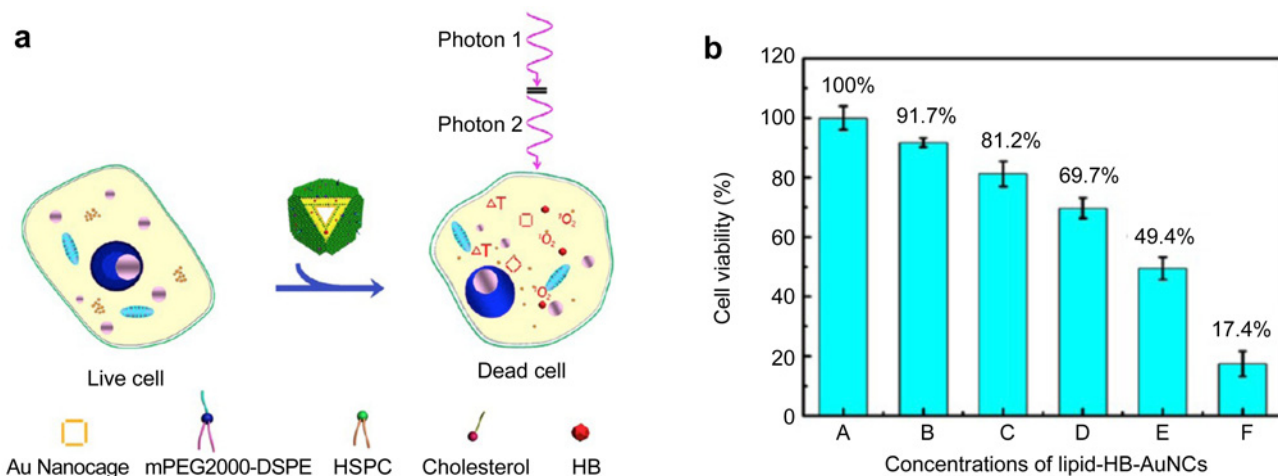 a
Photon 1
Photon 2
ΔT
¹O₂
¹O₂
ΔT
¹O₂
Live cell
Dead cell
Au Nanocage
mPEG2000-DSPE
HSPC
Cholesterol
HB
b
Cell viability (%)
120
100
80
60
40
20
0
100%
91.7%
81.2%
69.7%
49.4%
17.4%
A B C D E F
Concentrations of lipid-HB-AuNCs